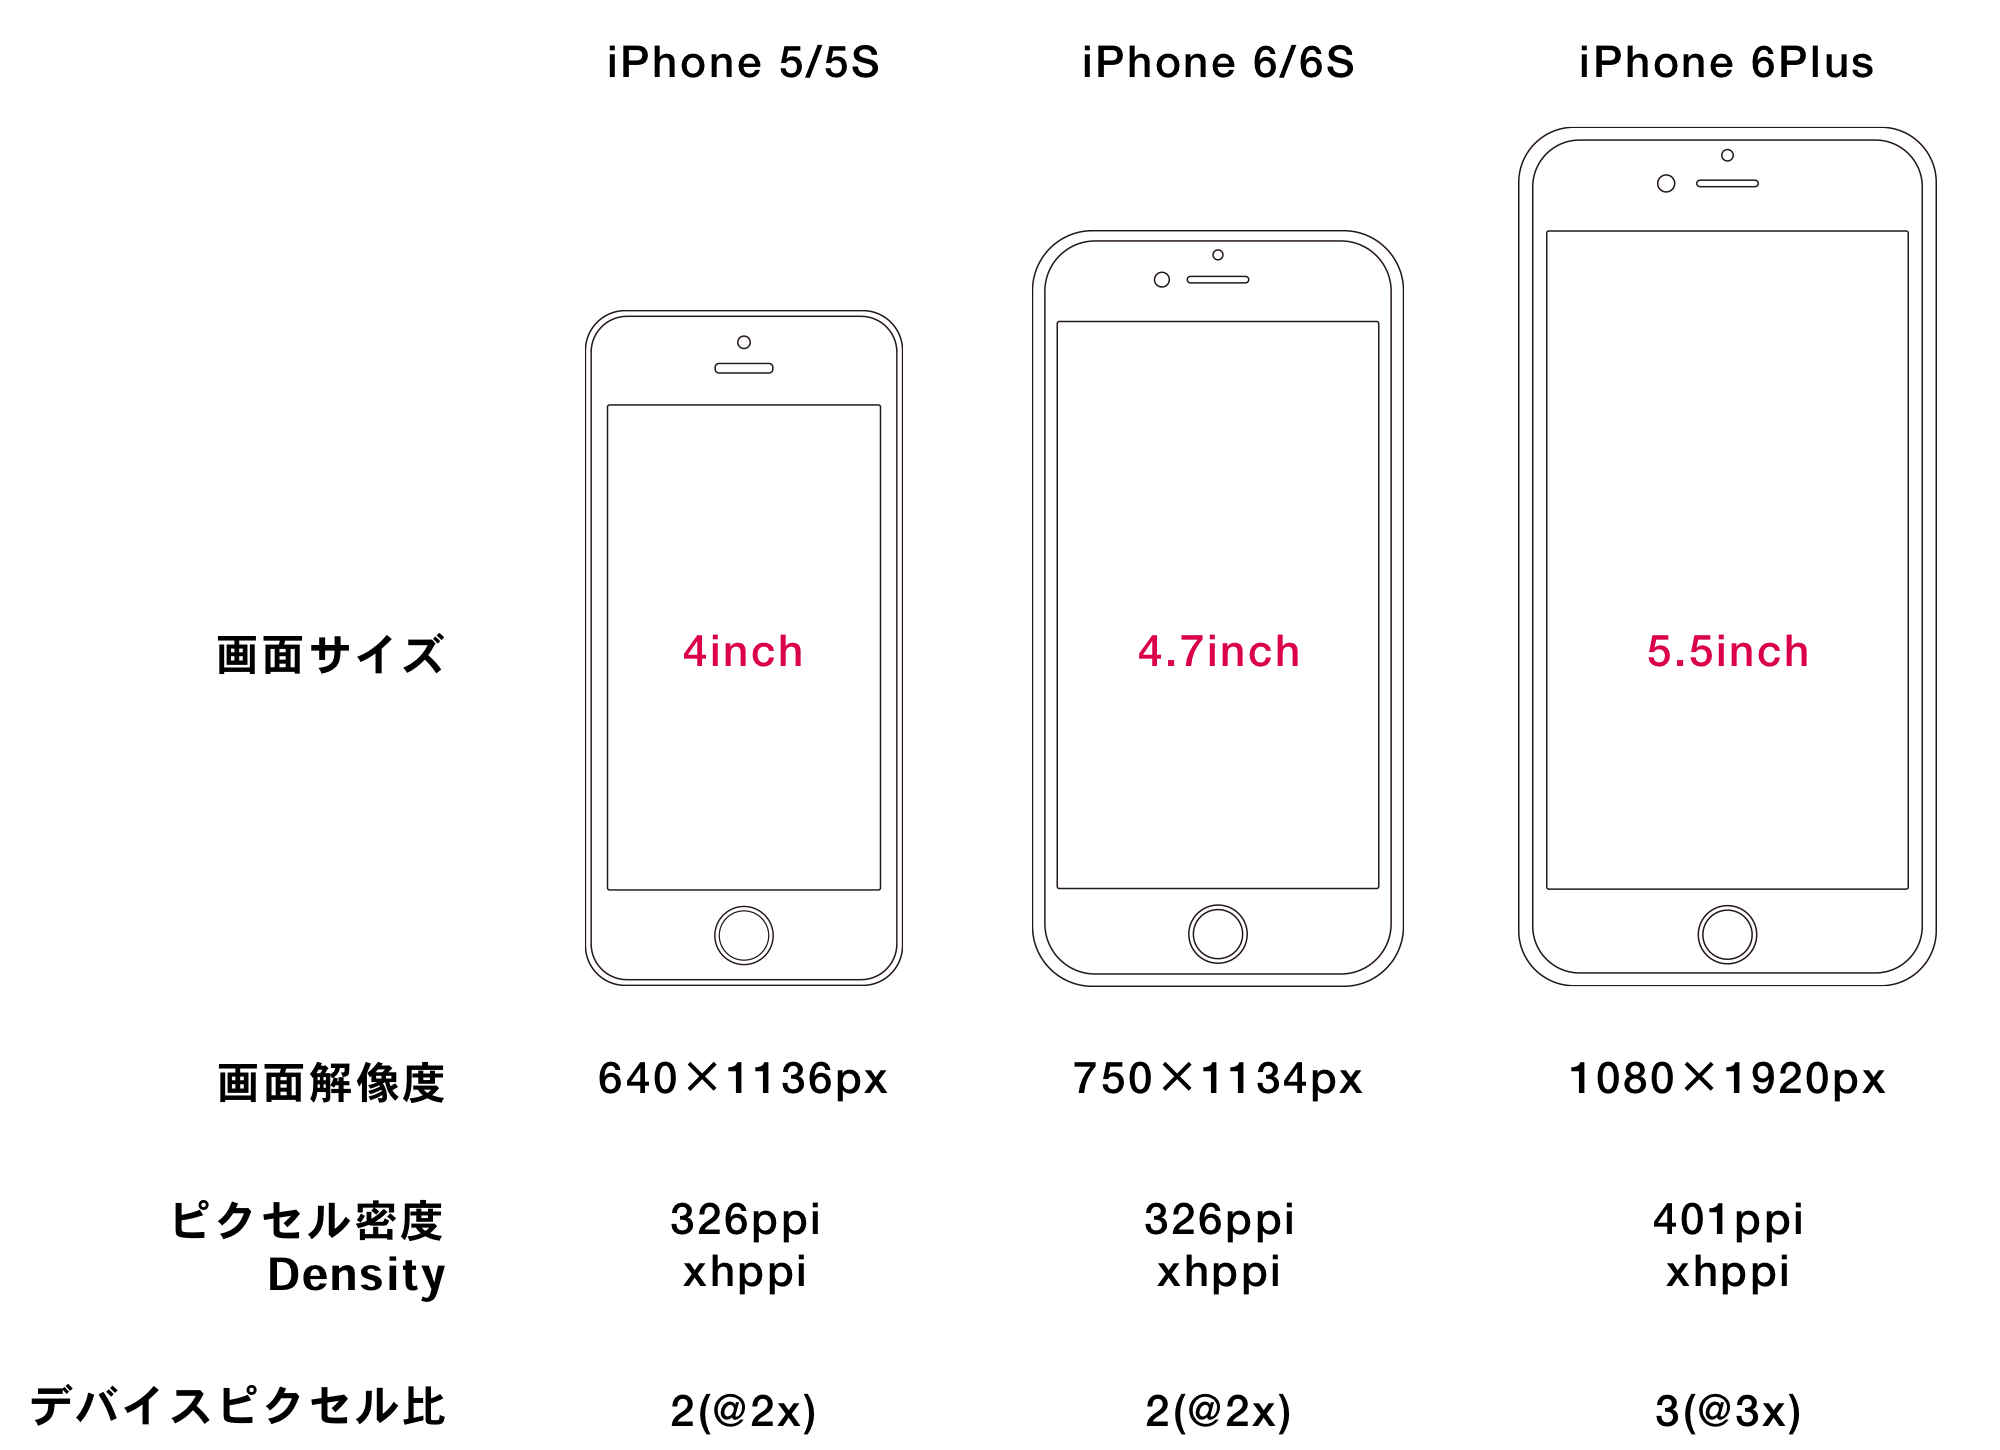 iPhone 5/5S
iPhone 6/6S
iPhone 6Plus
画面サイズ
4inch
4.7inch
5.5inch
画面解像度
640×1136px
750×1134px
1080×1920px
ピクセル密度
Density
326ppi
xhppi
326ppi
xhppi
401ppi
xhppi
デバイスピクセル比
2(@2x)
2(@2x)
3(@3x)